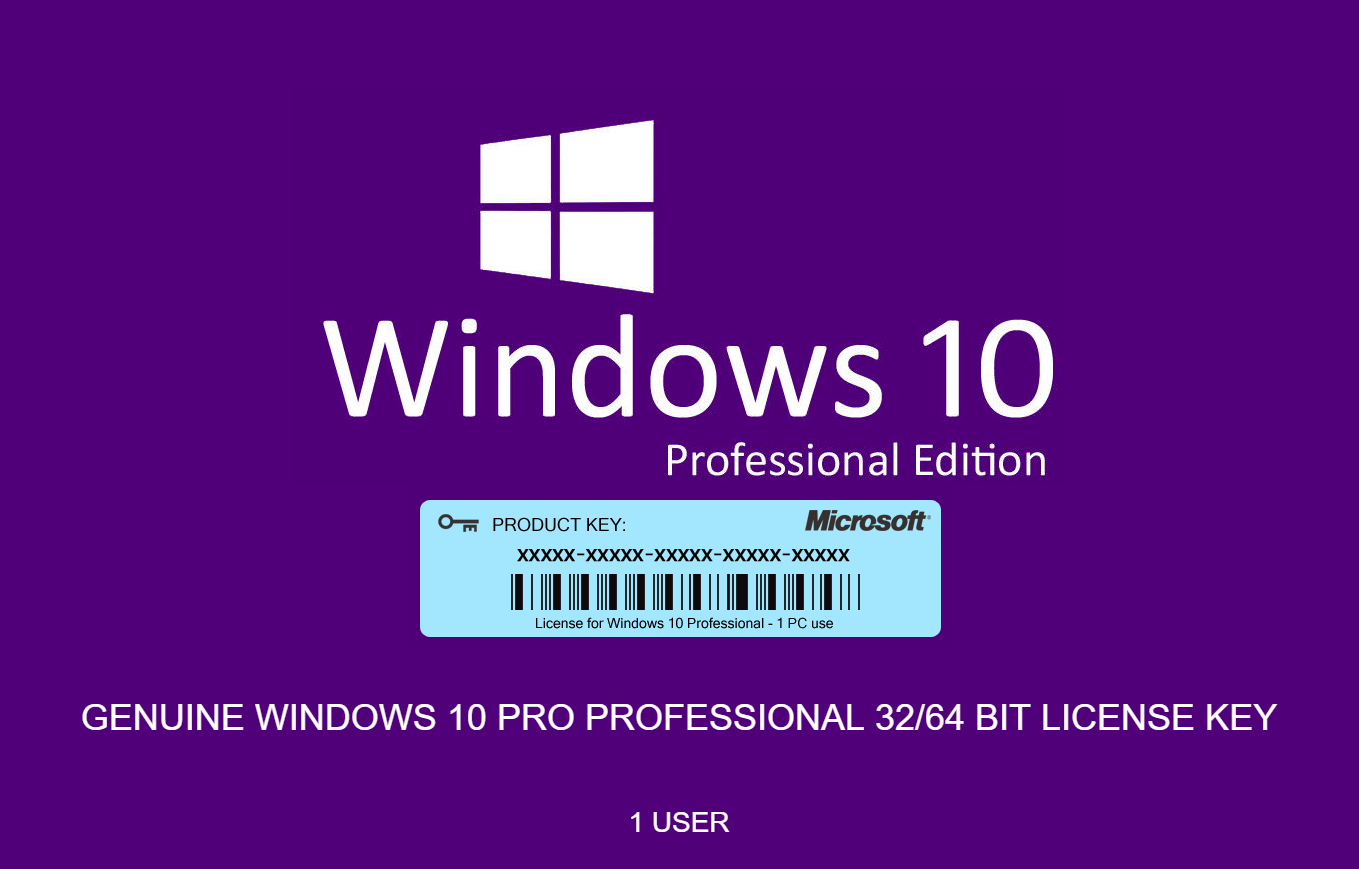 Windows 10
Professional Edition
PRODUCT KEY:
Microsoft®
XXXXX-XXXXX-XXXXX-XXXXX-XXXXX
License for Windows 10 Professional - 1 PC use
GENUINE WINDOWS 10 PRO PROFESSIONAL 32/64 BIT LICENSE KEY
1 USER